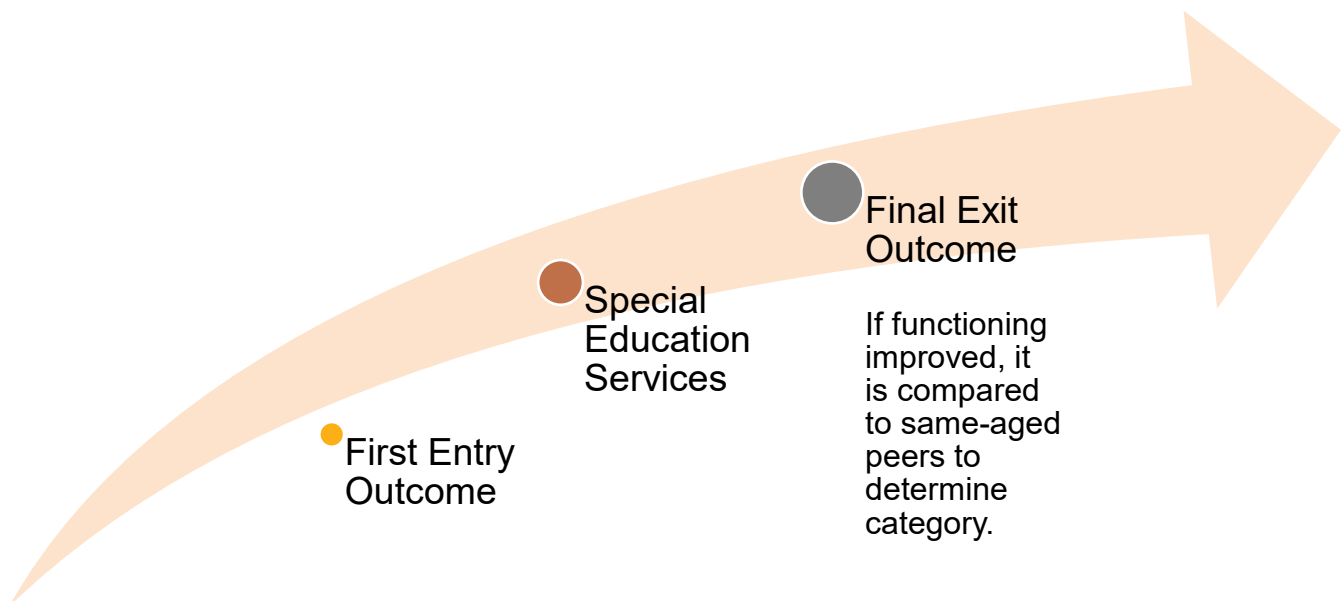 First Entry
Outcome
Special
Education
Services
Final Exit
Outcome
If functioning
improved, it
is compared
to same-aged
peers to
determine
category.